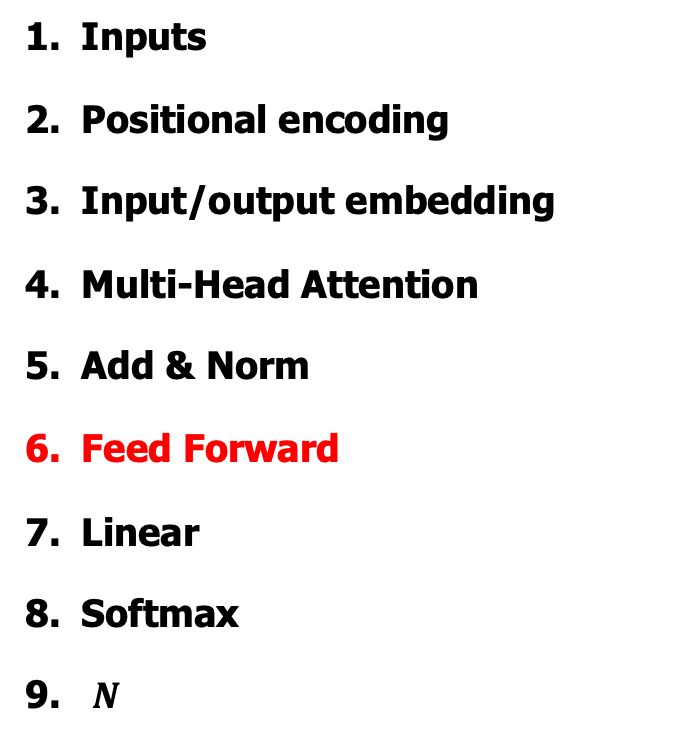 1. Inputs
2. Positional encoding
3. Input/output embedding
4. Multi-Head Attention
5. Add & Norm
6. Feed Forward
7. Linear
8. Softmax
9. N